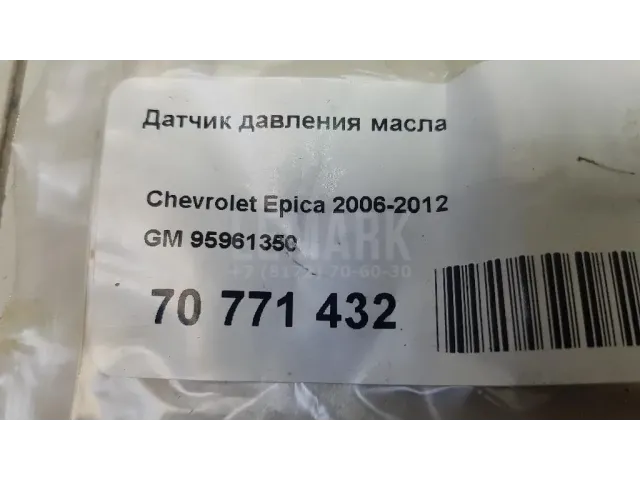 Датчик давления масла
Chevrolet Epica 2006-2012
GM 95961350
70 771 432